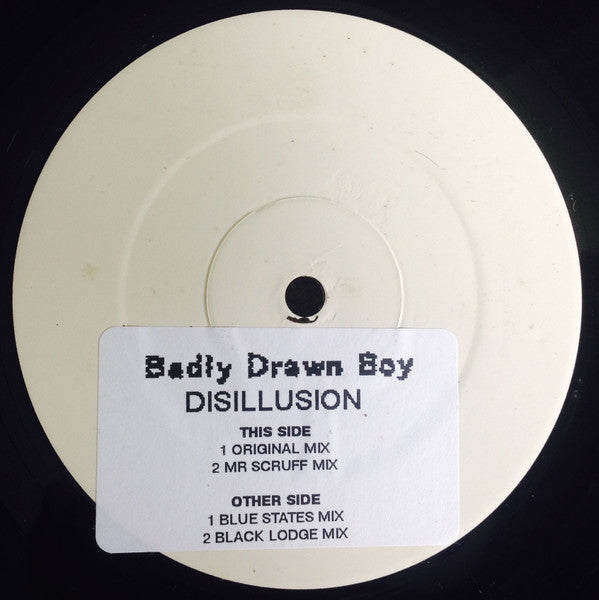 Badly Drawn Boy
DISILLUSION
THIS SIDE
1 ORIGINAL MIX
2 MR SCRUFF MIX
OTHER SIDE
1 BLUE STATES MIX
2 BLACK LODGE MIX